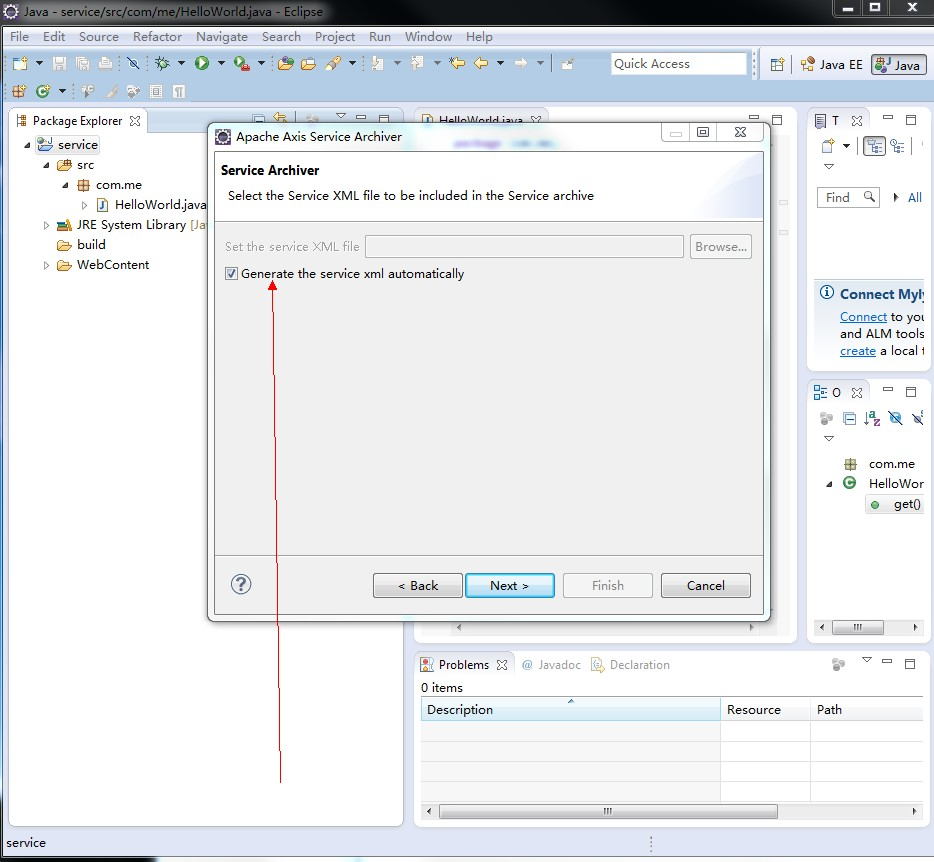 Java - service/src/com/me/HelloWorld.java - Eclipse
File Edit Source Refactor Navigate Search Project Run Window Help
Quick Access
Java EE
Java
Package Explorer
service
src
com.me
HelloWorld.java
JRE System Library [Ja
build
WebContent
HelloWorld.java
Apache Axis Service Archiver
Service Archiver
Select the Service XML file to be included in the Service archive
Set the service XML file
Browse...
Generate the service xml automatically
< Back
Next >
Finish
Cancel
T
Find
All
Connect Myly
Connect to you
and ALM tools
create a local t
O
com.me
HelloWor
get()
Problems @ Javadoc Declaration
0 items
Description Resource Path
service